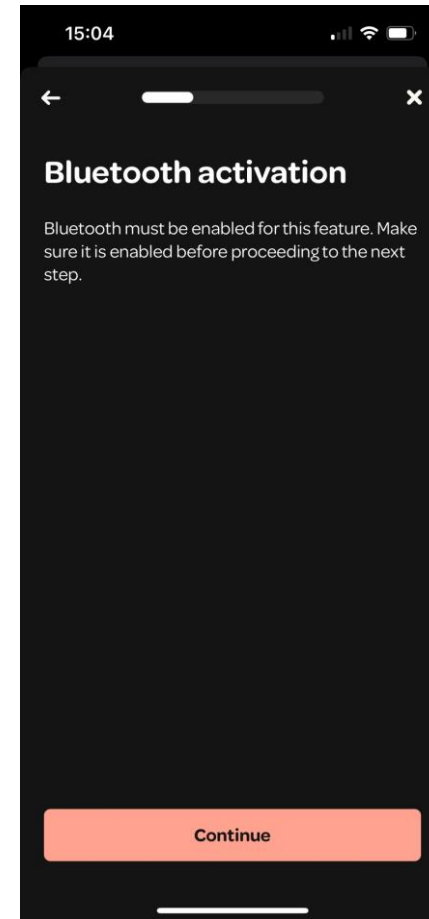 15:04
Bluetooth activation
Bluetooth must be enabled for this feature. Make
sure it is enabled before proceeding to the next
step.
Continue